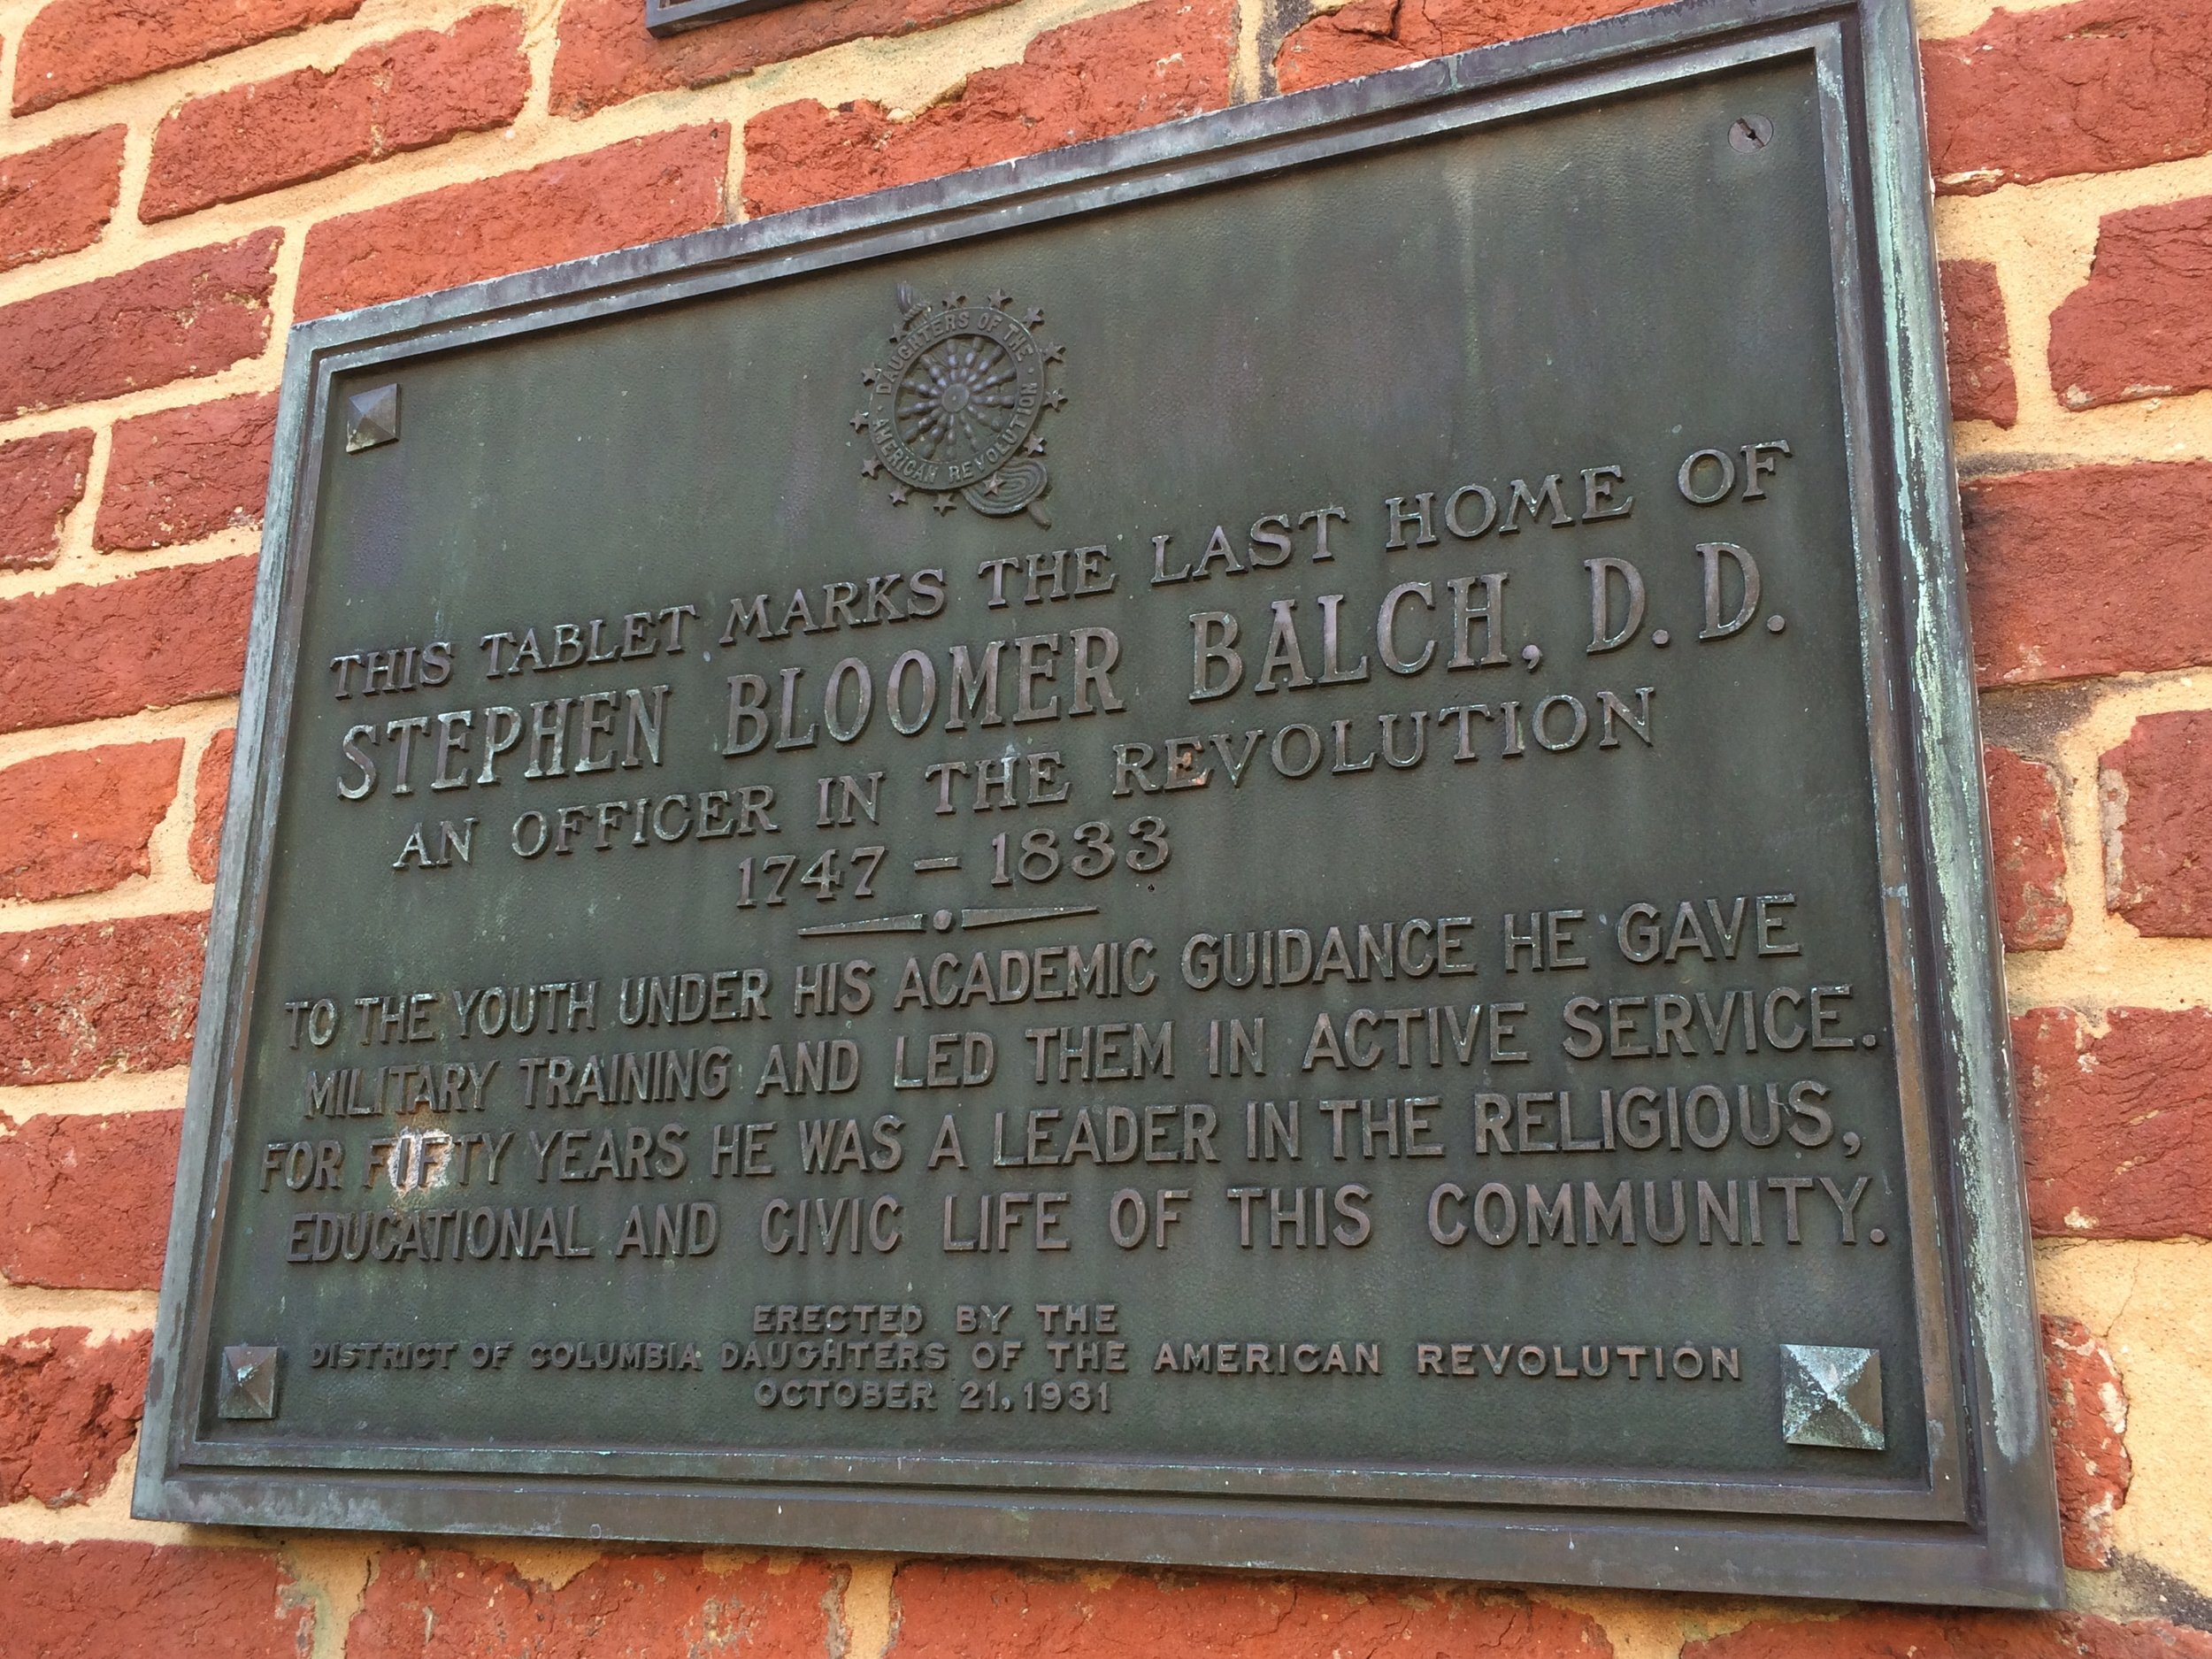 DAUGHTERS OF THE
AMERICAN REVOLUTION
THIS TABLET MARKS THE LAST HOME OF
STEPHEN BLOOMER BALCH, D. D.
AN OFFICER IN THE REVOLUTION
1747 – 1833
TO THE YOUTH UNDER HIS ACADEMIC GUIDANCE HE GAVE
MILITARY TRAINING AND LED THEM IN ACTIVE SERVICE.
FOR FIFTY YEARS HE WAS A LEADER IN THE RELIGIOUS,
EDUCATIONAL AND CIVIC LIFE OF THIS COMMUNITY.
ERECTED BY THE
DISTRICT OF COLUMBIA DAUGHTERS OF THE AMERICAN REVOLUTION
OCTOBER 21, 1931